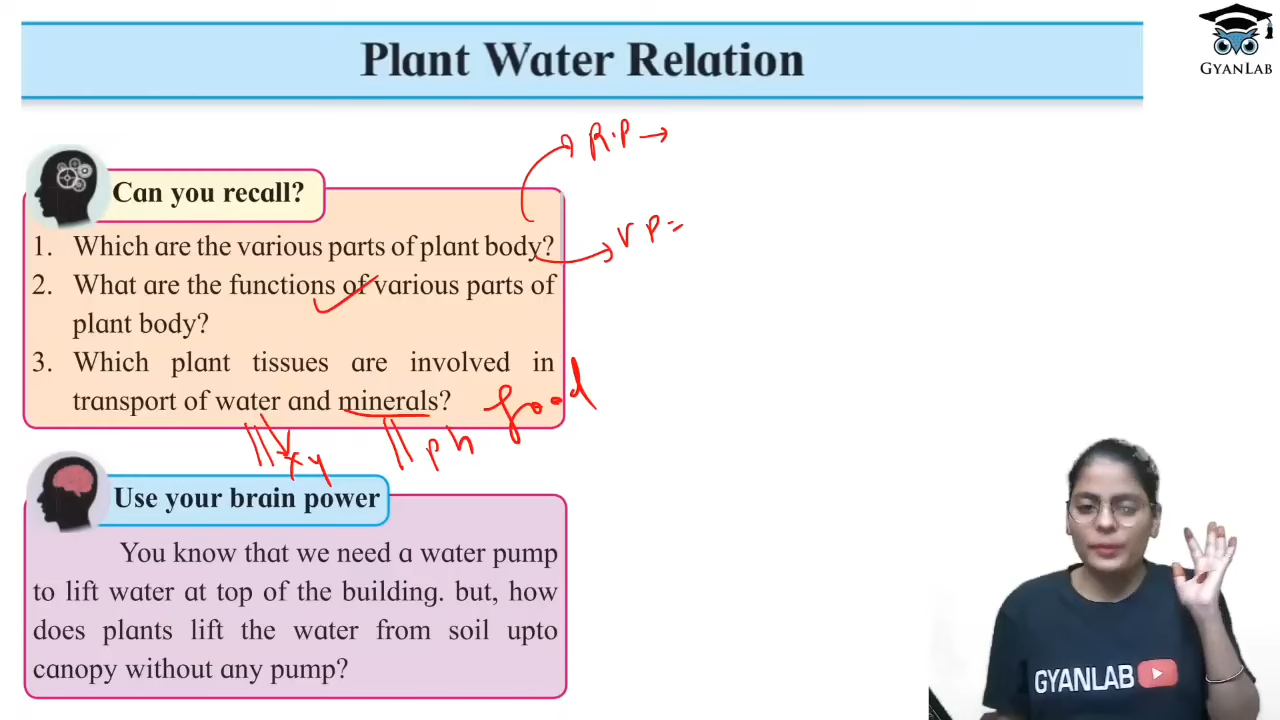 Plant Water Relation
GYANLAB
R.P →
Can you recall?
V P =
1. Which are the various parts of plant body?
2. What are the functions of various parts of
plant body?
3. Which plant tissues are involved in
transport of water and minerals?
food
xy
ph
Use your brain power
You know that we need a water pump
to lift water at top of the building. but, how
does plants lift the water from soil upto
canopy without any pump?
GYANLAB